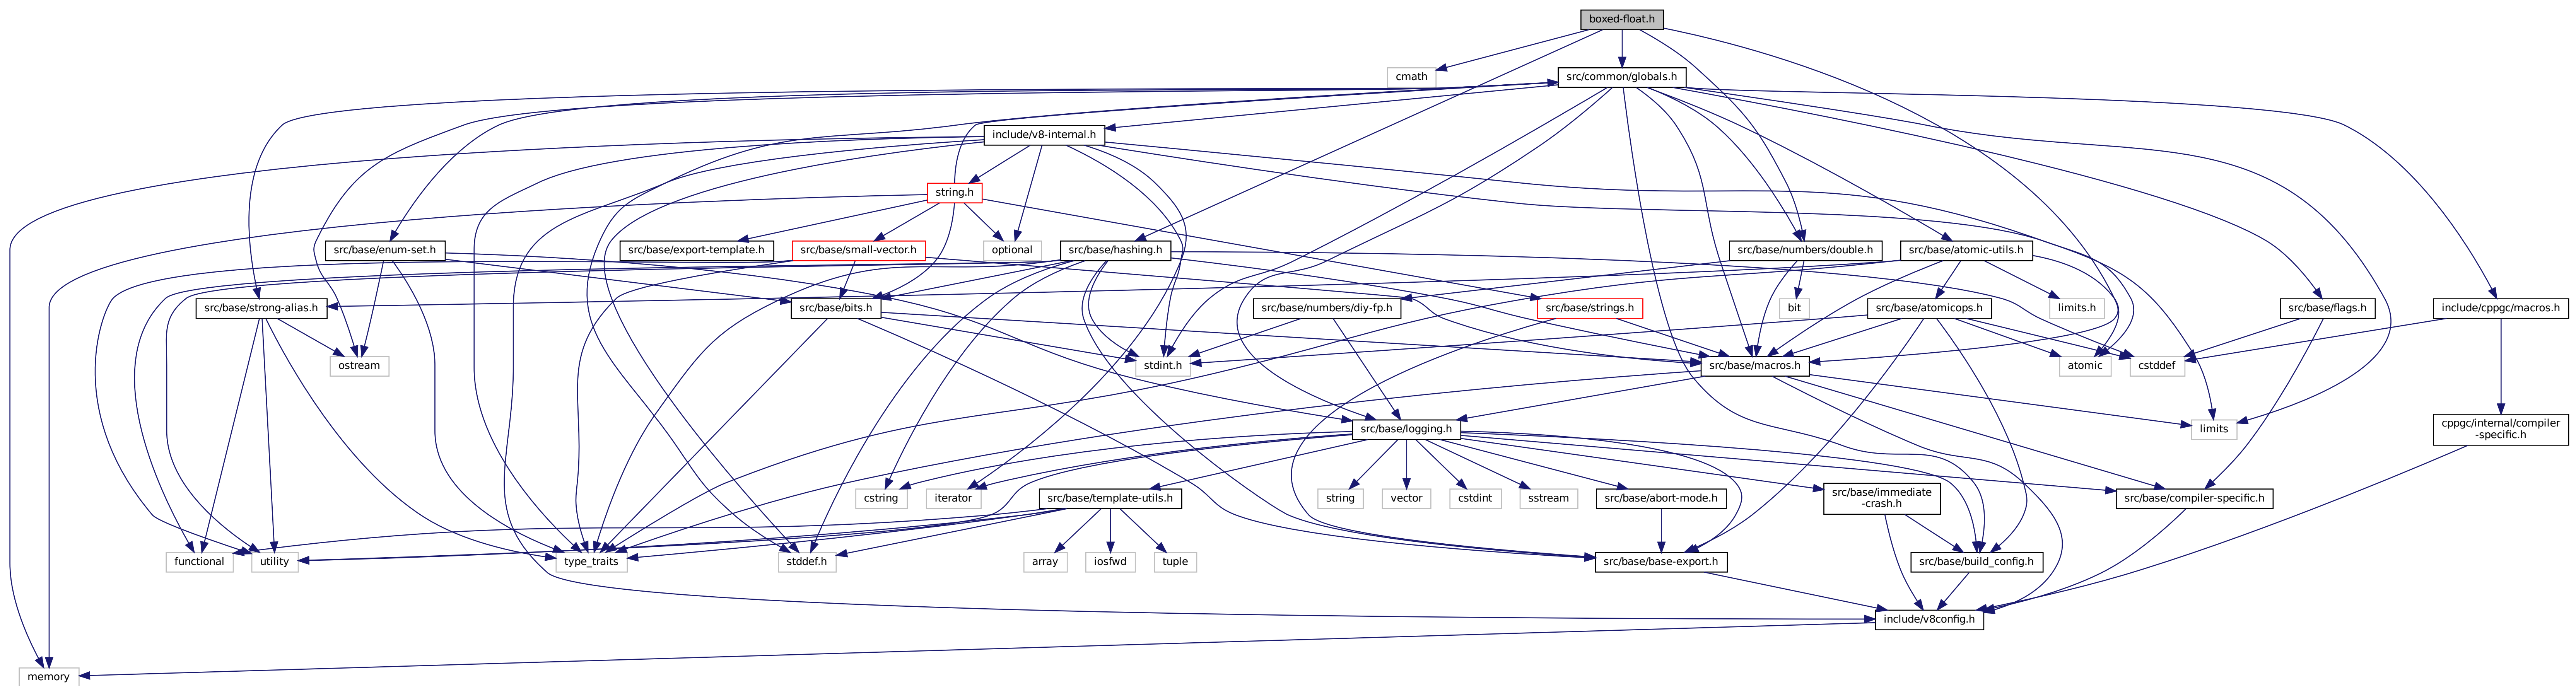 boxed-float.h
cmath
src/common/globals.h
include/v8-internal.h
string.h
src/base/enum-set.h
src/base/export-template.h
src/base/small-vector.h
optional
src/base/hashing.h
src/base/numbers/double.h
src/base/atomic-utils.h
src/base/strong-alias.h
src/base/bits.h
src/base/numbers/diy-fp.h
src/base/strings.h
bit
src/base/atomicops.h
limits.h
src/base/flags.h
include/cppgc/macros.h
ostream
stdint.h
src/base/macros.h
atomic
cstddef
src/base/logging.h
limits
cppgc/internal/compiler
-specific.h
cstring
iterator
src/base/template-utils.h
string
vector
cstdint
sstream
src/base/abort-mode.h
src/base/immediate
-crash.h
src/base/compiler-specific.h
functional
utility
type_traits
stddef.h
array
iosfwd
tuple
src/base/base-export.h
src/base/build_config.h
include/v8config.h
memory